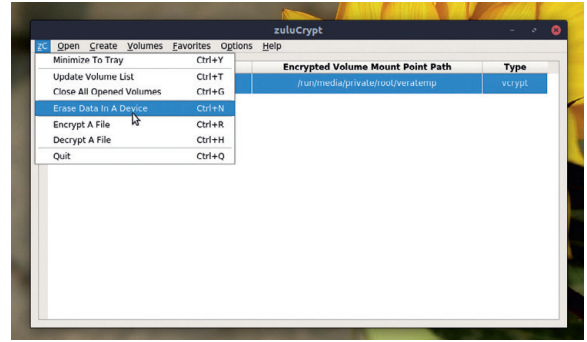 zuluCrypt
zC Open Create Volumes Favorites Options Help
Minimize To Tray Ctrl+Y
Update Volume List Ctrl+T
Close All Opened Volumes Ctrl+G
Erase Data In A Device Ctrl+N
Encrypt A File Ctrl+R
Decrypt A File Ctrl+H
Quit Ctrl+Q
Encrypted Volume Mount Point Path Type
/run/media/private/root/veratemp vcrypt